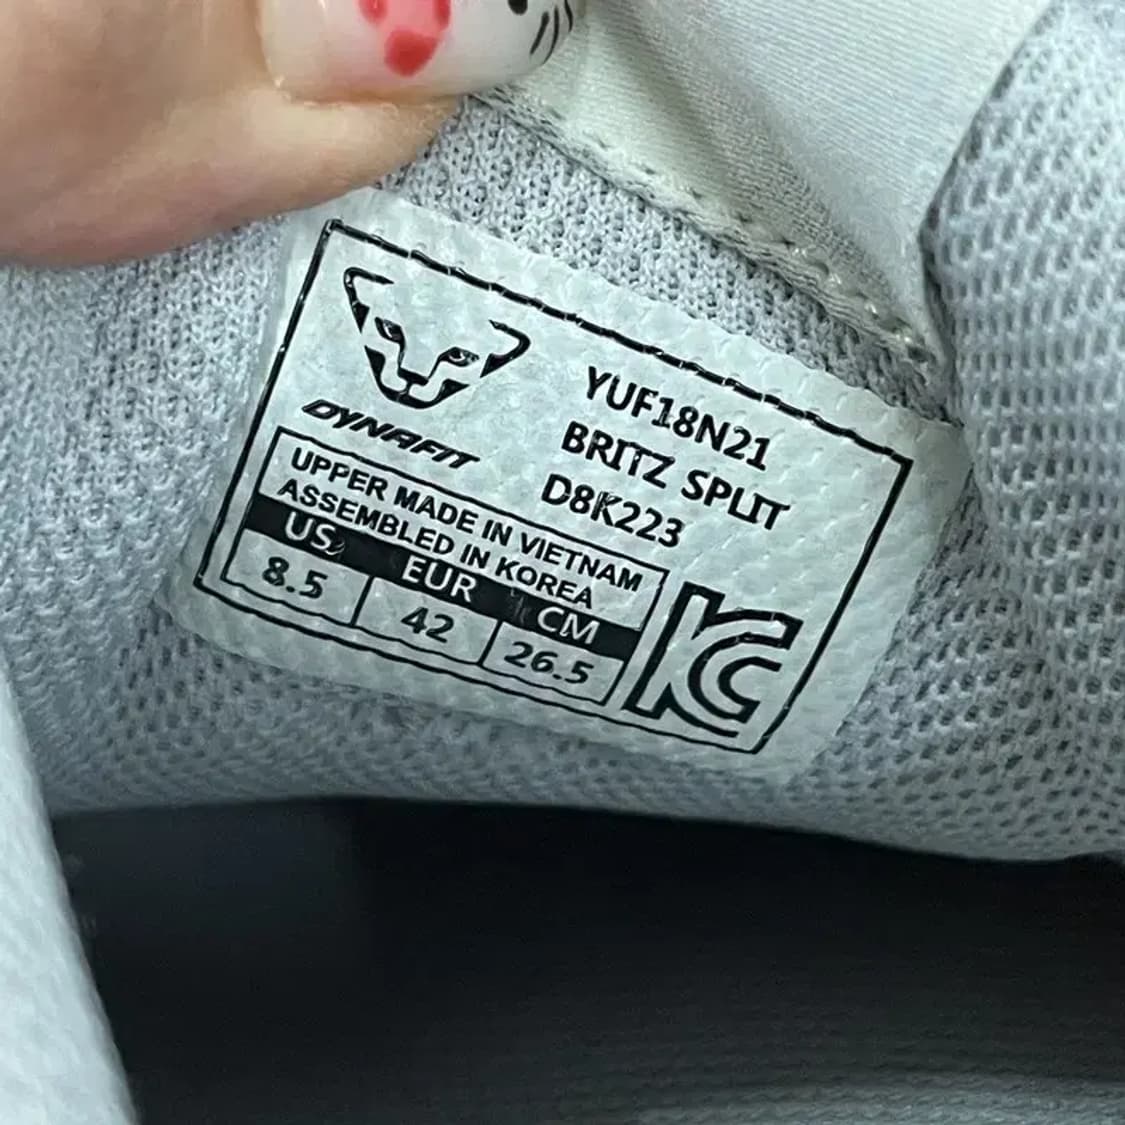 DYNAFIT
YUF18N21
BRITZ SPLIT
D8K223
UPPER MADE IN VIETNAM
ASSEMBLED IN KOREA
US EUR CM
8.5 42 26.5
KC